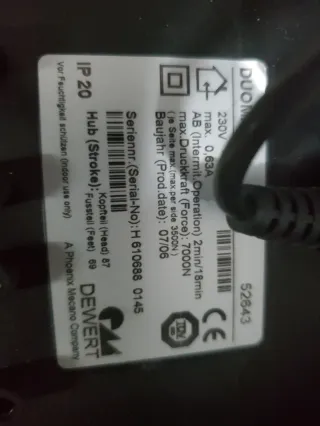 DUOM 52643
230V
max. 0,63A
AB (Intermit Operation) 2min/18min
max.Druckkraft (Force): 7000N
( je Seite max. (max.per side 3500N)
Baujahr (Prod.date): 07/06
Seriennr.(Serial-No): H 610688 0145
Hub (Stroke): Kopfteil (Head) 87
Fussteil (Feet) 69
IP 20
Vor Feuchtigkeit schützen (Indoor use only)
CE
DEWERT
A Phoenix Mecano Company